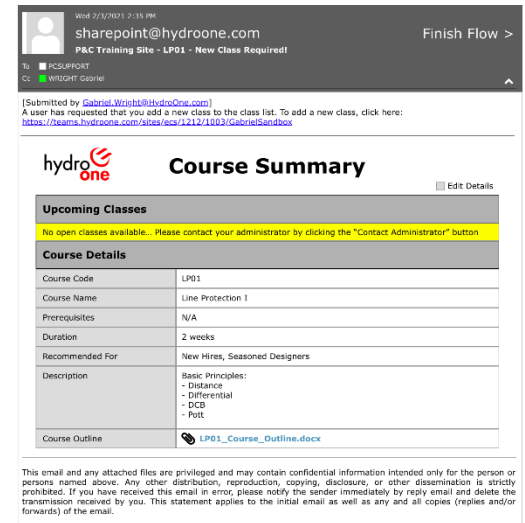 Wed 2/3/2021 2:35 PM
sharepoint@hydroone.com
Finish Flow >
P&C Training Site - LP01 - New Class Required!
To PCSUPPORT
Cc WRIGHT Gabriel
[Submitted by Gabriel.Wright@HydroOne.com]
A user has requested that you add a new class to the class list. To add a new class, click here:
https://teams.hydroone.com/sites/ecs/1212/1003/GabrielSandbox
hydro
one
Course Summary
Edit Details
Upcoming Classes
No open classes available... Please contact your administrator by clicking the "Contact Administrator" button
Course Details
Course Code LP01
Course Name Line Protection I
Prerequisites N/A
Duration 2 weeks
Recommended For New Hires, Seasoned Designers
Description Basic Principles:
- Distance
- Differential
- DCB
- Pott
Course Outline LP01_Course_Outline.docx
This email and any attached files are privileged and may contain confidential information intended only for the person or
persons named above. Any other distribution, reproduction, copying, disclosure, or other dissemination is strictly
prohibited. If you have received this email in error, please notify the sender immediately by reply email and delete the
transmission received by you. This statement applies to the initial email as well as any and all copies (replies and/or
forwards) of the email.